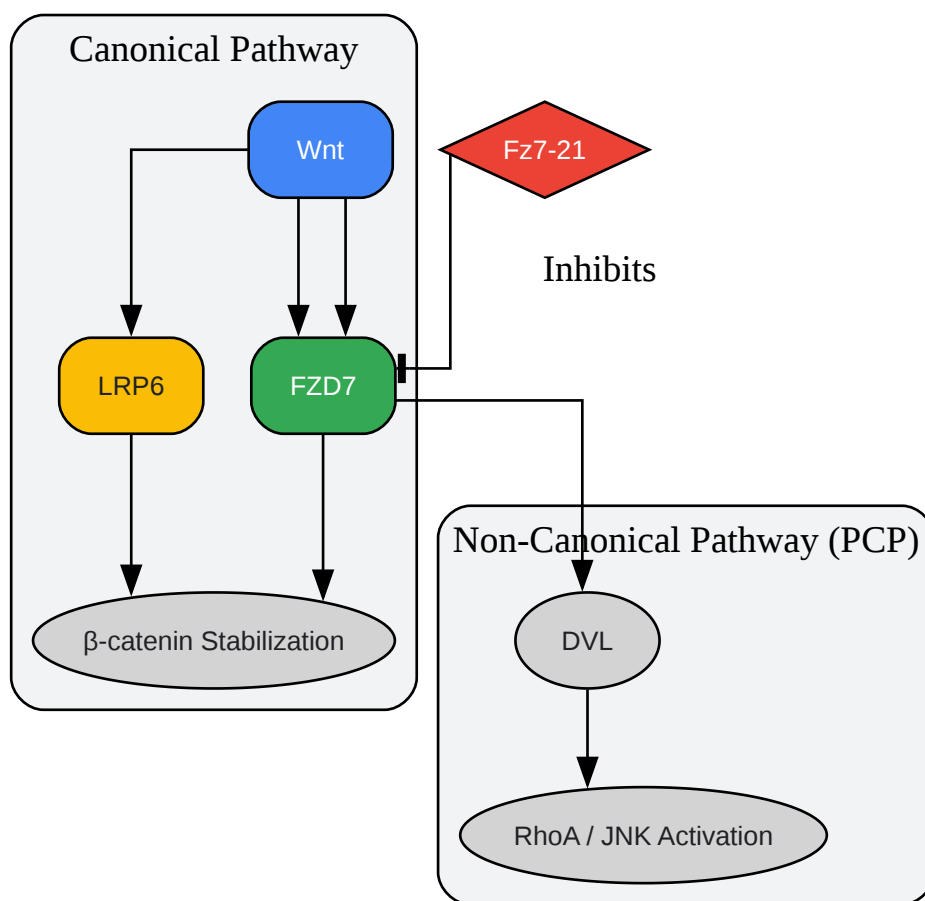 Canonical Pathway
Wnt
Fz7-21
Inhibits
LRP6
FZD7
Non-Canonical Pathway (PCP)
β-catenin Stabilization
DVL
RhoA / JNK Activation